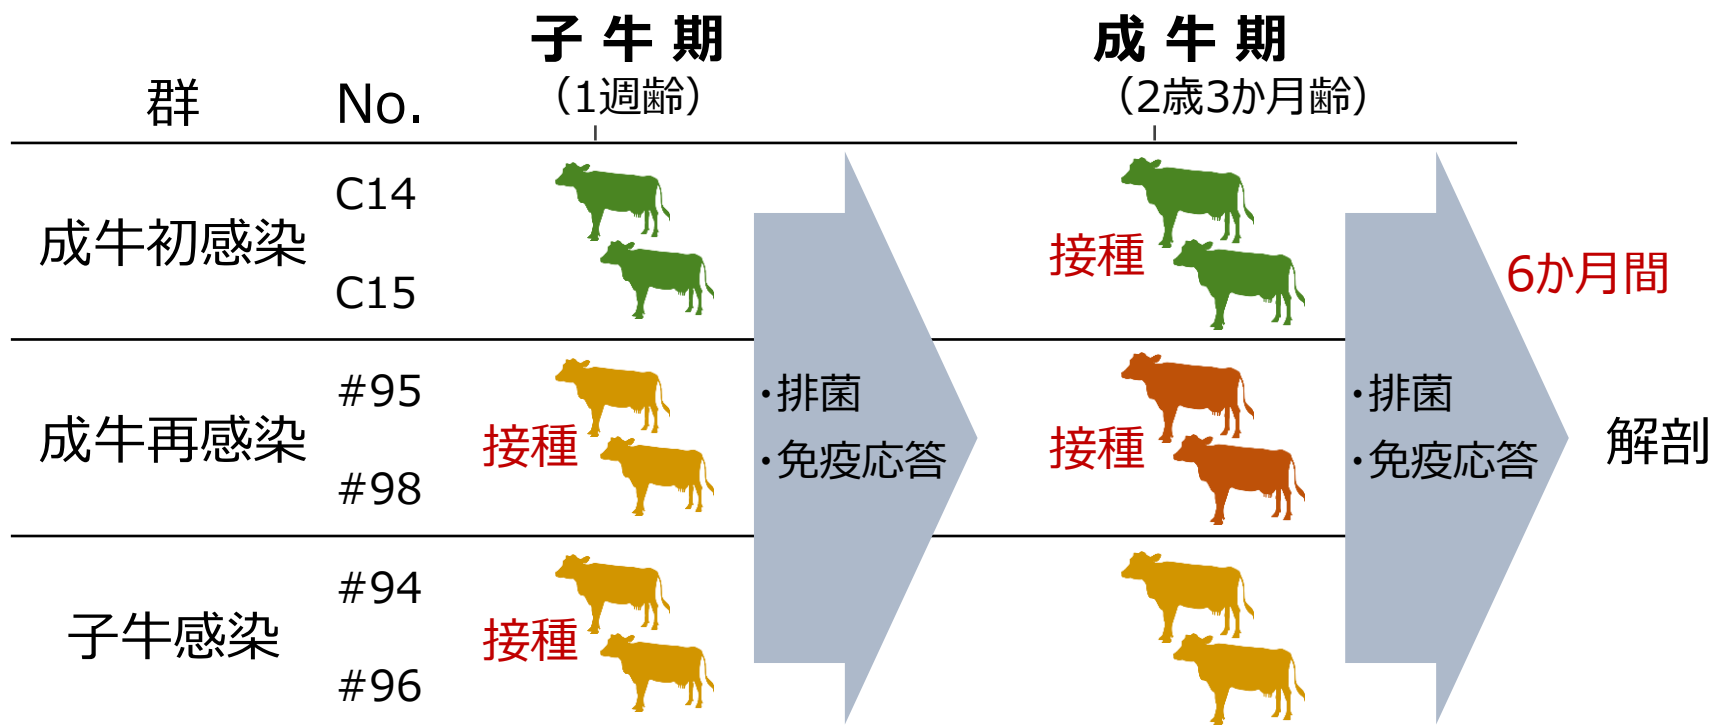 子牛期
成牛期
群
No.
（1週齢）
（2歳3か月齢）
成牛初感染
C14
C15
接種
6か月間
成牛再感染
#95
#98
接種
・排菌
・免疫応答
接種
・排菌
・免疫応答
解剖
子牛感染
#94
#96
接種